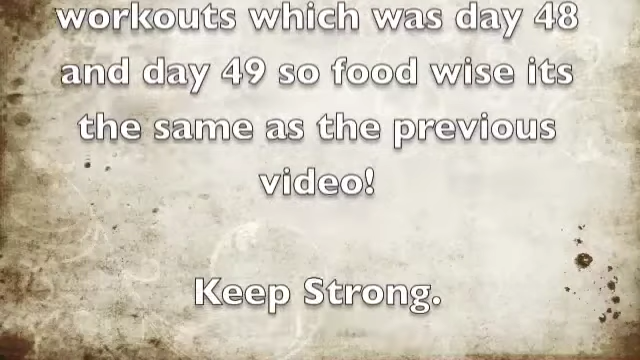 workouts which was day 48
and day 49 so food wise its
the same as the previous
video!
Keep Strong.